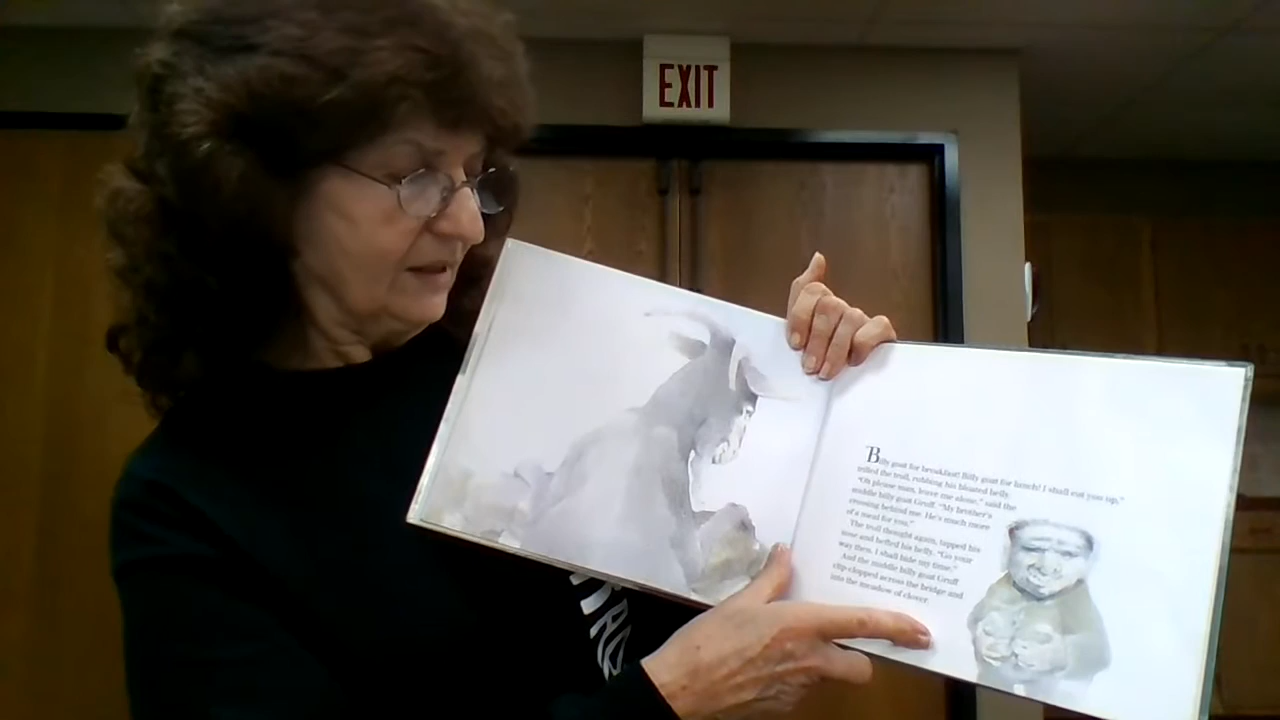 EXIT
"Billy goat for breakfast! Billy goat for lunch! I shall eat you up,"
trilled the troll, rubbing his bloated belly.
"Oh please man, leave me alone," said the
middle billy goat Gruff. "My brother's
crossing behind me. He's much more
of a meal for you."
The troll thought again, tapped his
nose and hefted his belly. "Go your
way then. I shall bide my time."
And the middle billy goat Gruff
clip-clopped across the bridge and
into the meadow of clover.